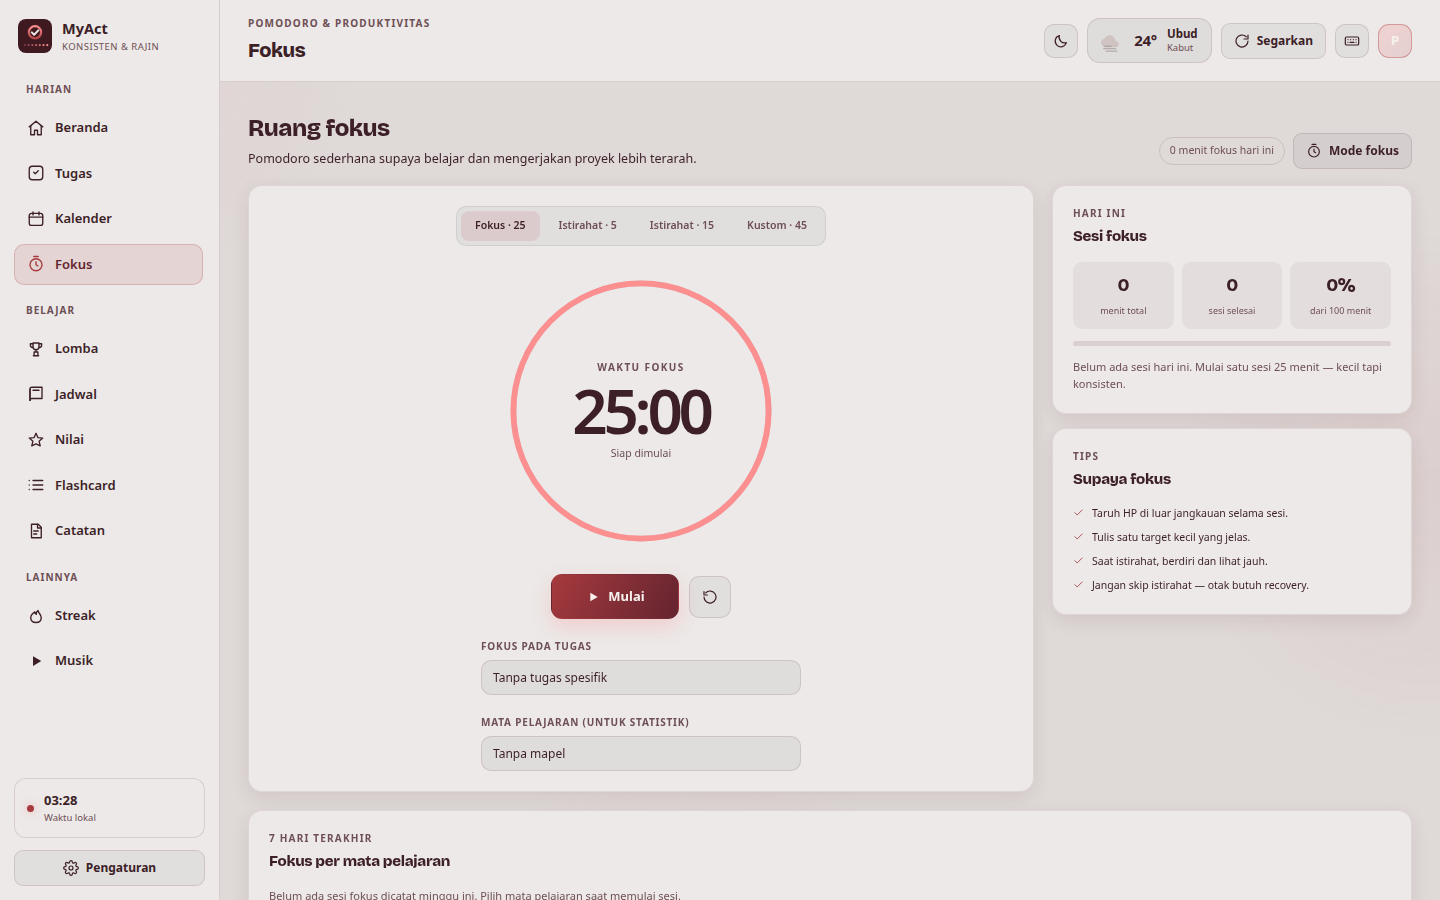 MyAct
KONSISTEN & RAJIN
HARIAN
Beranda
Tugas
Kalender
Fokus
BELAJAR
Lomba
Jadwal
Nilai
Flashcard
Catatan
LAINNYA
Streak
Musik
03:28
Waktu lokal
Pengaturan
POMODORO & PRODUKTIVITAS
Fokus
24°
Ubud
Kabut
Segarkan
P
Ruang fokus
Pomodoro sederhana supaya belajar dan mengerjakan proyek lebih terarah.
0 menit fokus hari ini
Mode fokus
Fokus · 25
Istirahat · 5
Istirahat · 15
Kustom · 45
WAKTU FOKUS
25:00
Siap dimulai
Mulai
FOKUS PADA TUGAS
Tanpa tugas spesifik
MATA PELAJARAN (UNTUK STATISTIK)
Tanpa mapel
HARI INI
Sesi fokus
0
menit total
0
sesi selesai
0%
dari 100 menit
Belum ada sesi hari ini. Mulai satu sesi 25 menit — kecil tapi
konsisten.
TIPS
Supaya fokus
Taruh HP di luar jangkauan selama sesi.
Tulis satu target kecil yang jelas.
Saat istirahat, berdiri dan lihat jauh.
Jangan skip istirahat — otak butuh recovery.
7 HARI TERAKHIR
Fokus per mata pelajaran
Belum ada sesi fokus dicatat minggu ini. Pilih mata pelajaran saat memulai sesi.